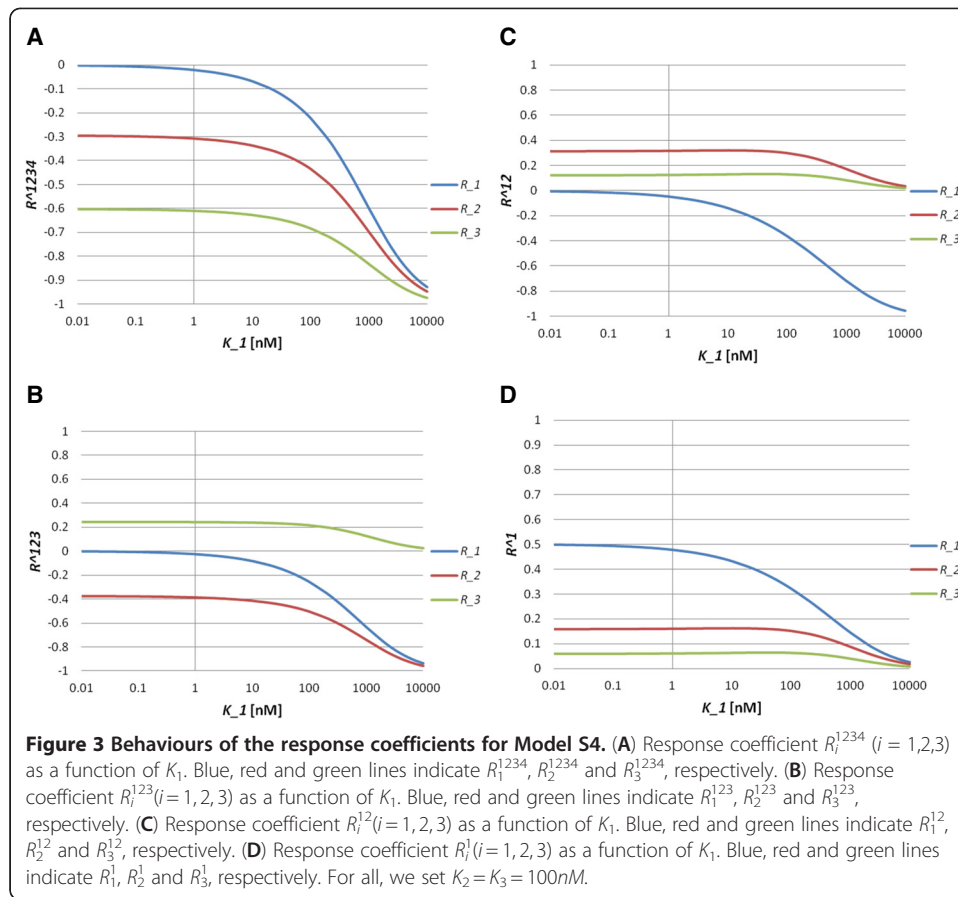 A
0
-0.1
-0.2
-0.3
-0.4
-0.5
-0.6
-0.7
-0.8
-0.9
-1
R^1234
0.01 0.1 1 10 100 1000 10000
K_1 [nM]
R_1
R_2
R_3
C
1
0.8
0.6
0.4
0.2
0
-0.2
-0.4
-0.6
-0.8
-1
R^12
0.01 0.1 1 10 100 1000 10000
K_1 [nM]
R_1
R_2
R_3
B
1
0.8
0.6
0.4
0.2
0
-0.2
-0.4
-0.6
-0.8
-1
R^123
0.01 0.1 1 10 100 1000 10000
K_1 [nM]
R_1
R_2
R_3
D
1
0.9
0.8
0.7
0.6
0.5
0.4
0.3
0.2
0.1
0
R^1
0.01 0.1 1 10 100 1000 10000
K_1 [nM]
R_1
R_2
R_3
Figure 3 Behaviours of the response coefficients for Model S4. (A) Response coefficient R_i^1234 (i = 1,2,3)
as a function of K₁. Blue, red and green lines indicate R_1^1234, R_2^1234 and R_3^1234, respectively. (B) Response
coefficient R_i^123(i = 1, 2, 3) as a function of K₁. Blue, red and green lines indicate R_1^123, R_2^123 and R_3^123,
respectively. (C) Response coefficient R_i^12(i = 1, 2, 3) as a function of K₁. Blue, red and green lines indicate R_1^12,
R_2^12 and R_3^12, respectively. (D) Response coefficient R_i^1(i = 1, 2, 3) as a function of K₁. Blue, red and green lines
indicate R_1^1, R_2^1 and R_3^1, respectively. For all, we set K₂ = K₃ = 100nM.